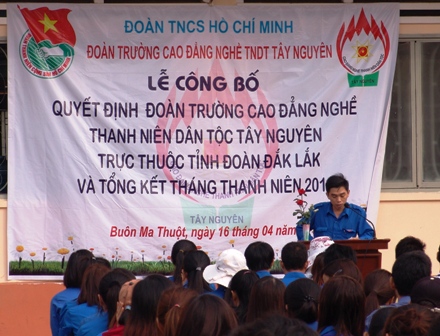 ĐOÀN TNCS HỒ CHÍ MINH
ĐOÀN TRƯỜNG CAO ĐẲNG NGHỀ TNDT TÂY NGUYÊN
LỄ CÔNG BỐ
QUYẾT ĐỊNH ĐOÀN TRƯỜNG CAO ĐẲNG NGHỀ
THANH NIÊN DÂN TỘC TÂY NGUYÊN
TRỰC THUỘC TỈNH ĐOÀN ĐẮK LẮK
VÀ TỔNG KẾT THÁNG THANH NIÊN
TÂY NGUYÊN
Buôn Ma Thuột, ngày 16 tháng 04
TÂY NGUYÊN